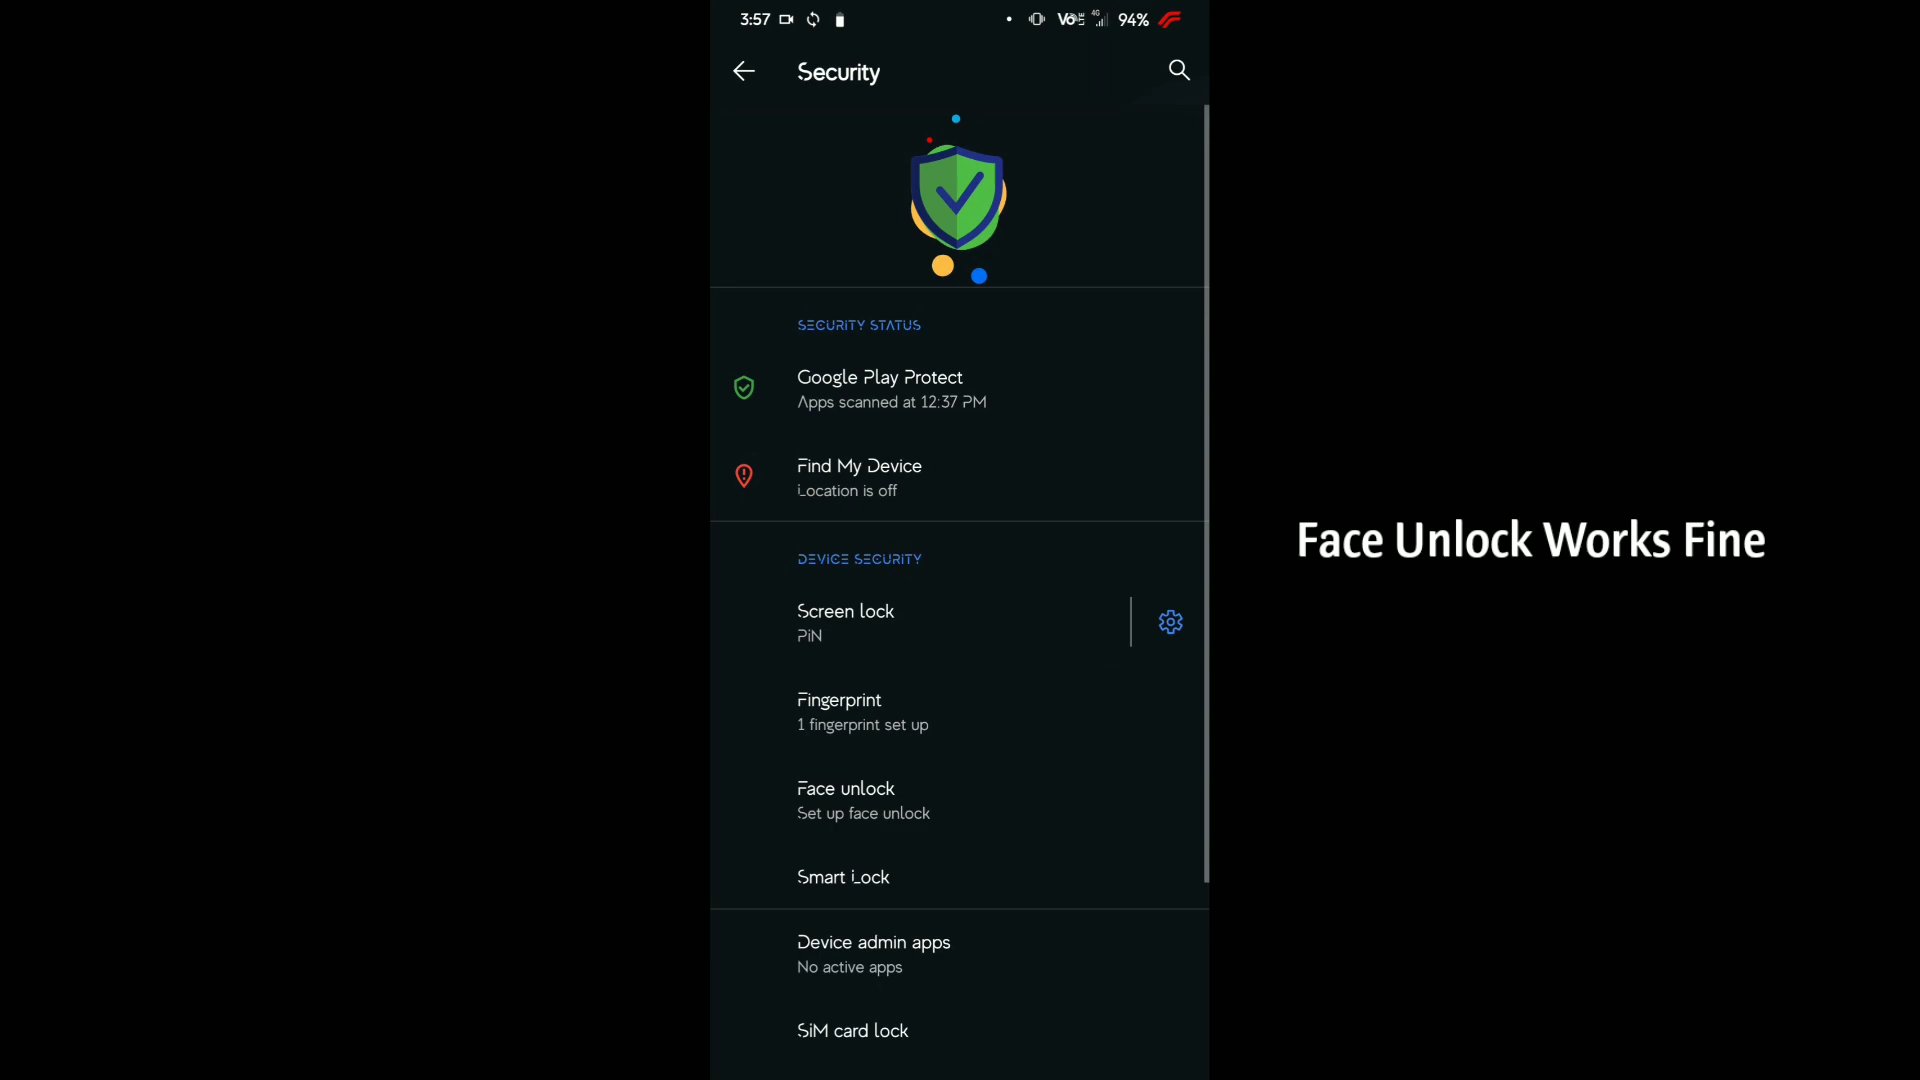 3:57
VoLTE 4G 94%
Security
SECURiTY STATUS
Google Play Protect
Apps scanned at 12:37 PM
Find My Device
Location is off
DEViCE SECURiTY
Screen lock
PiN
Fingerprint
1 fingerprint set up
Face unlock
Set up face unlock
Smart Lock
Device admin apps
No active apps
SiM card lock
Face Unlock Works Fine